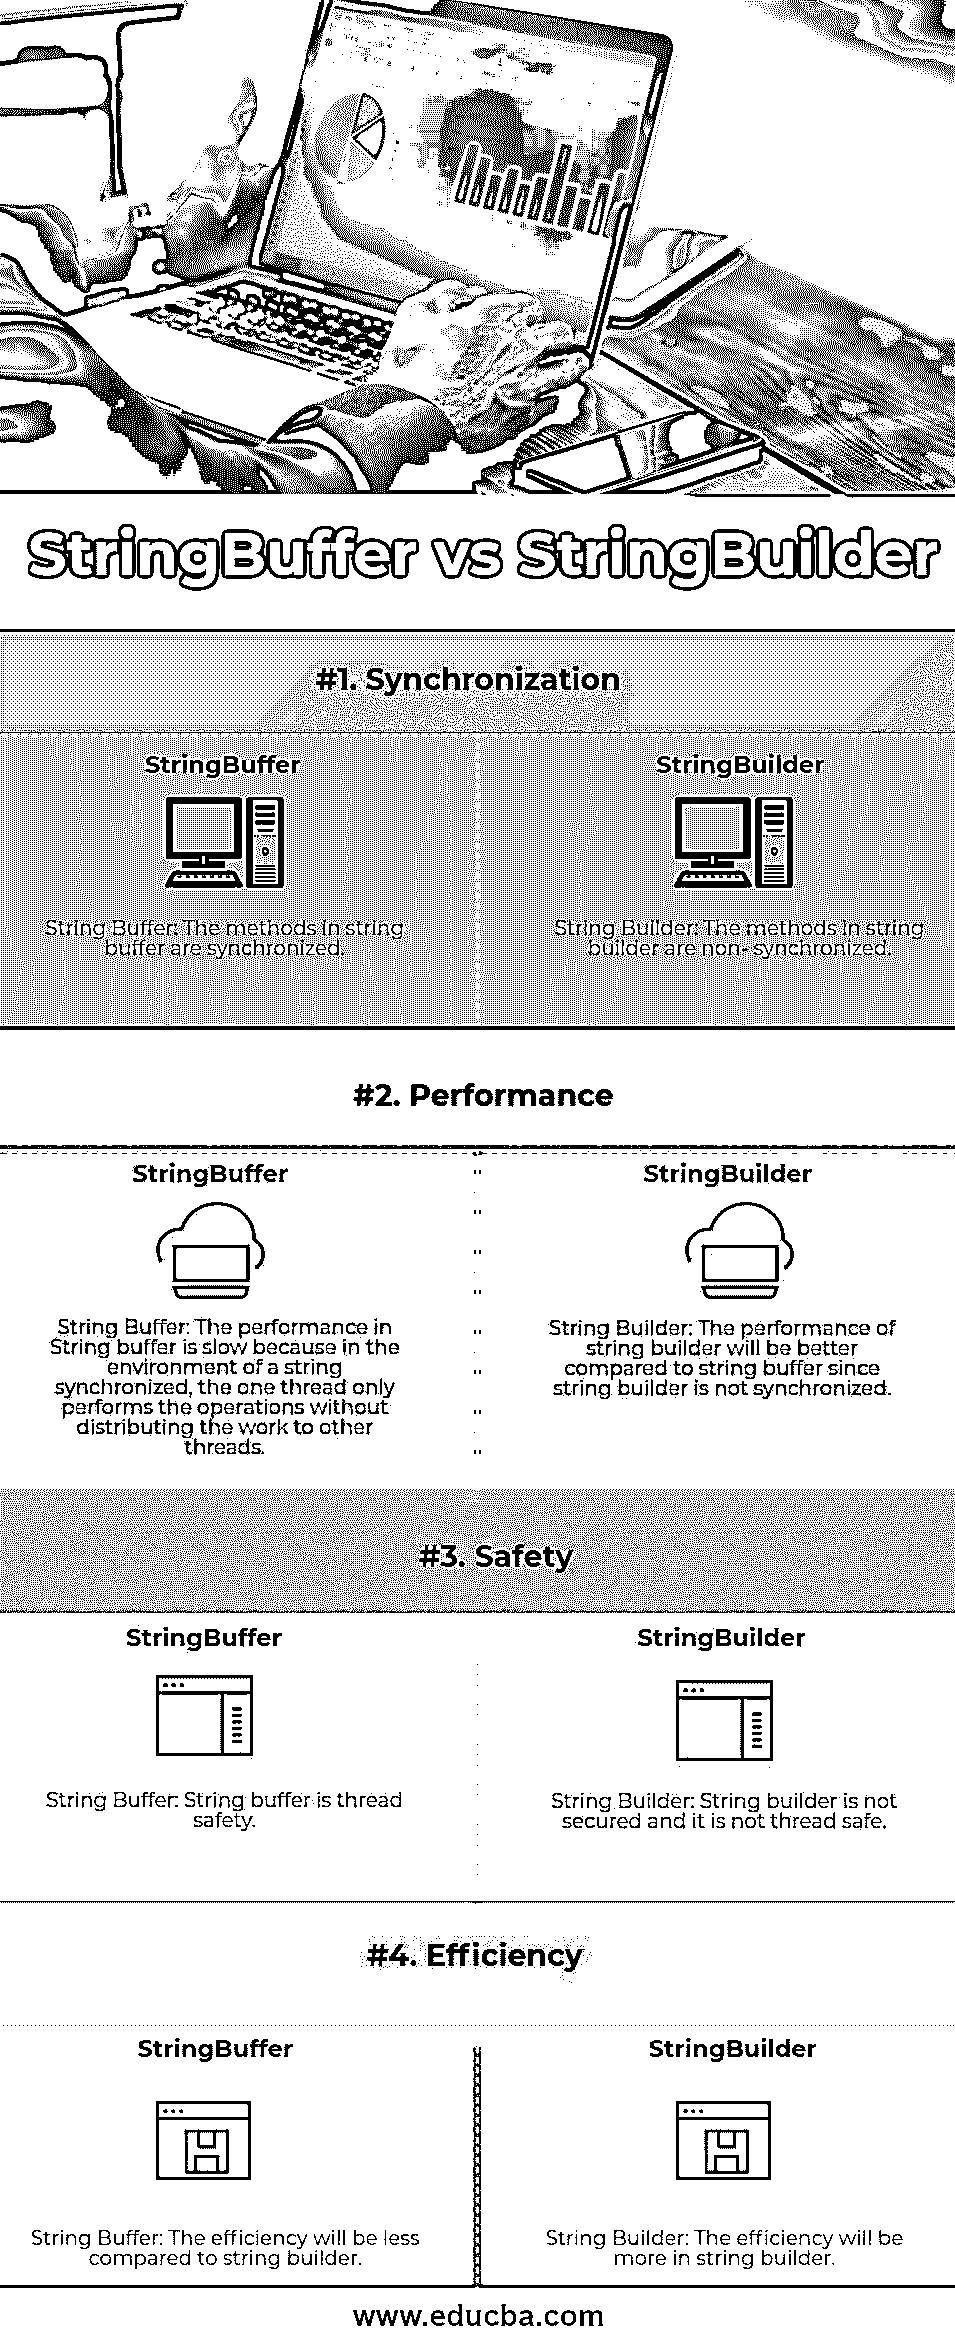 StringBuffer vs StringBuilder
#1. Synchronization
StringBuffer
String Buffer: The methods in string
buffer are synchronized.
StringBuilder
String Builder: The methods in string
builder are non- synchronized.
#2. Performance
StringBuffer
String Buffer: The performance in
String buffer is slow because in the
environment of a string
synchronized, the one thread only
performs the operations without
distributing the work to other
threads.
StringBuilder
String Builder: The performance of
string builder will be better
compared to string buffer since
string builder is not synchronized.
#3. Safety
StringBuffer
String Buffer: String buffer is thread
safety.
StringBuilder
String Builder: String builder is not
secured and it is not thread safe.
#4. Efficiency
StringBuffer
String Buffer: The efficiency will be less
compared to string builder.
StringBuilder
String Builder: The efficiency will be
more in string builder.
www.educba.com